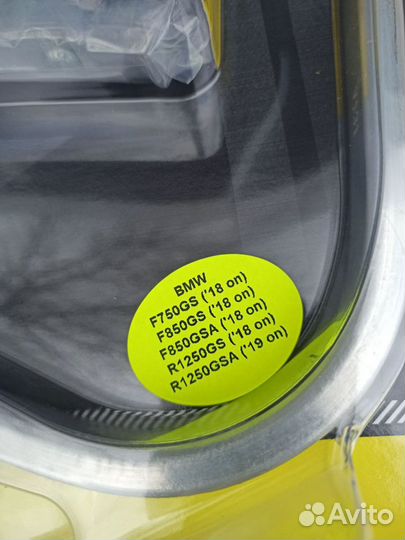 BMW
F750GS ('18 on)
F850GS ('18 on)
F850GSA ('18 on)
R1250GS ('18 on)
R1250GSA ('19 on)
Avito